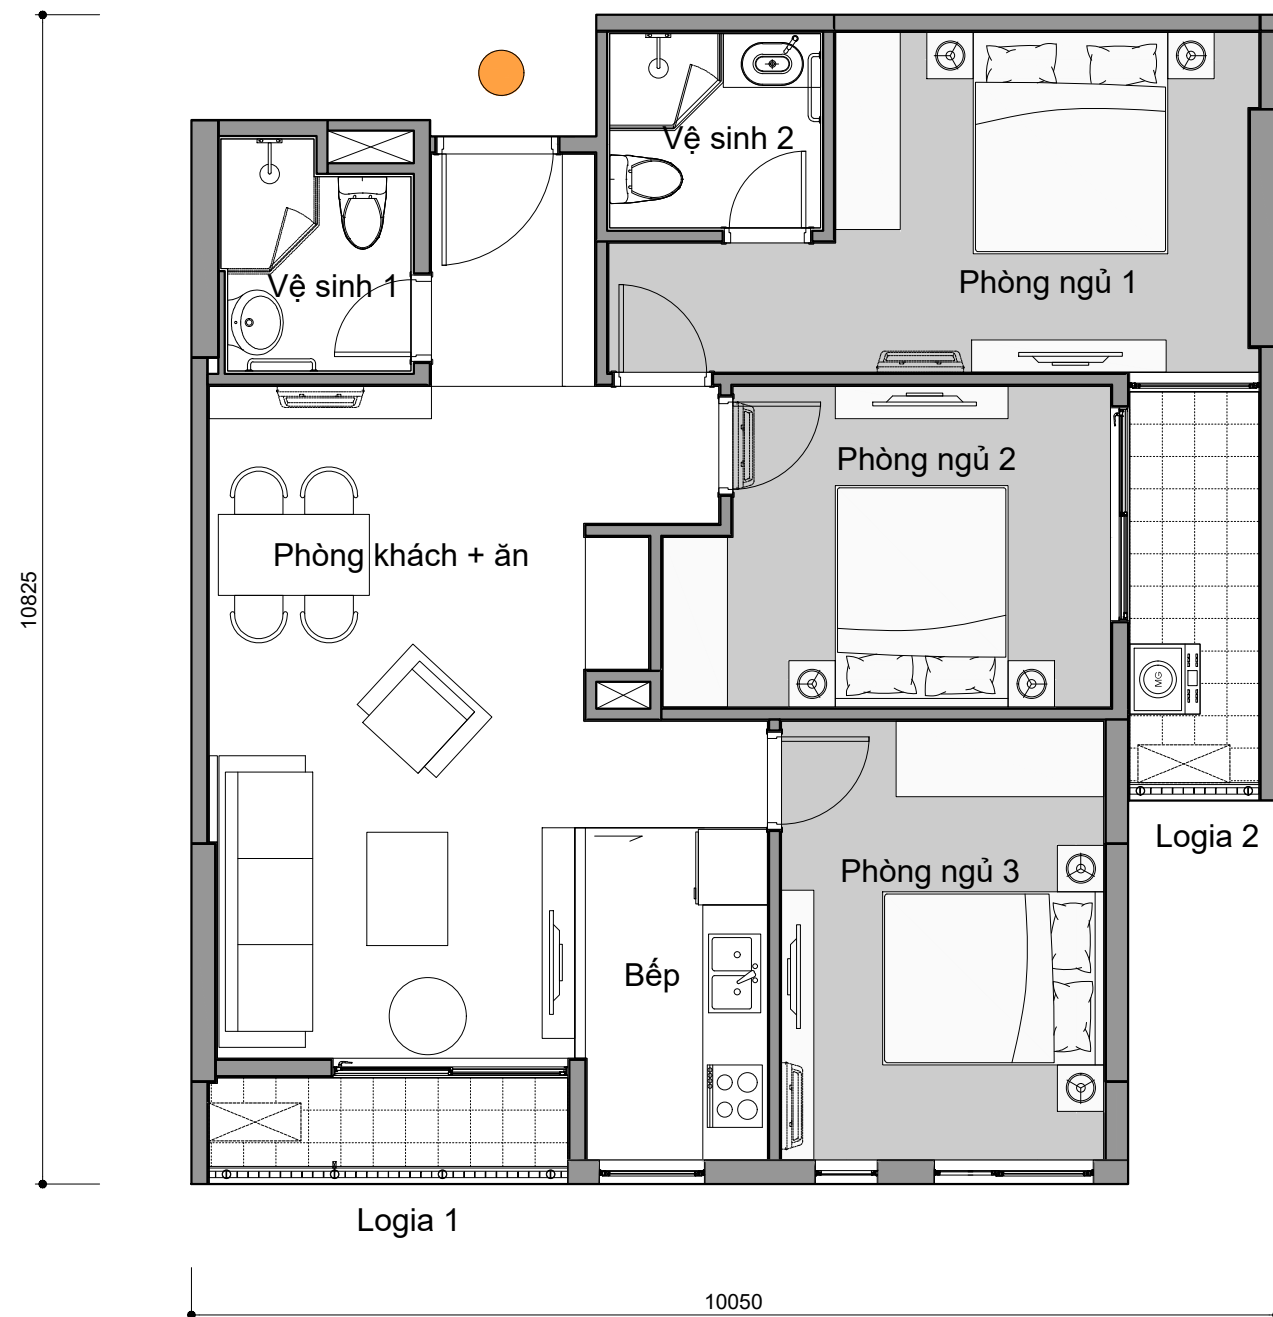 Vệ sinh 2
Vệ sinh 1
Phòng ngủ 1
Phòng ngủ 2
Phòng khách + ăn
10825
MG
Logia 2
Phòng ngủ 3
Bếp
Logia 1
10050